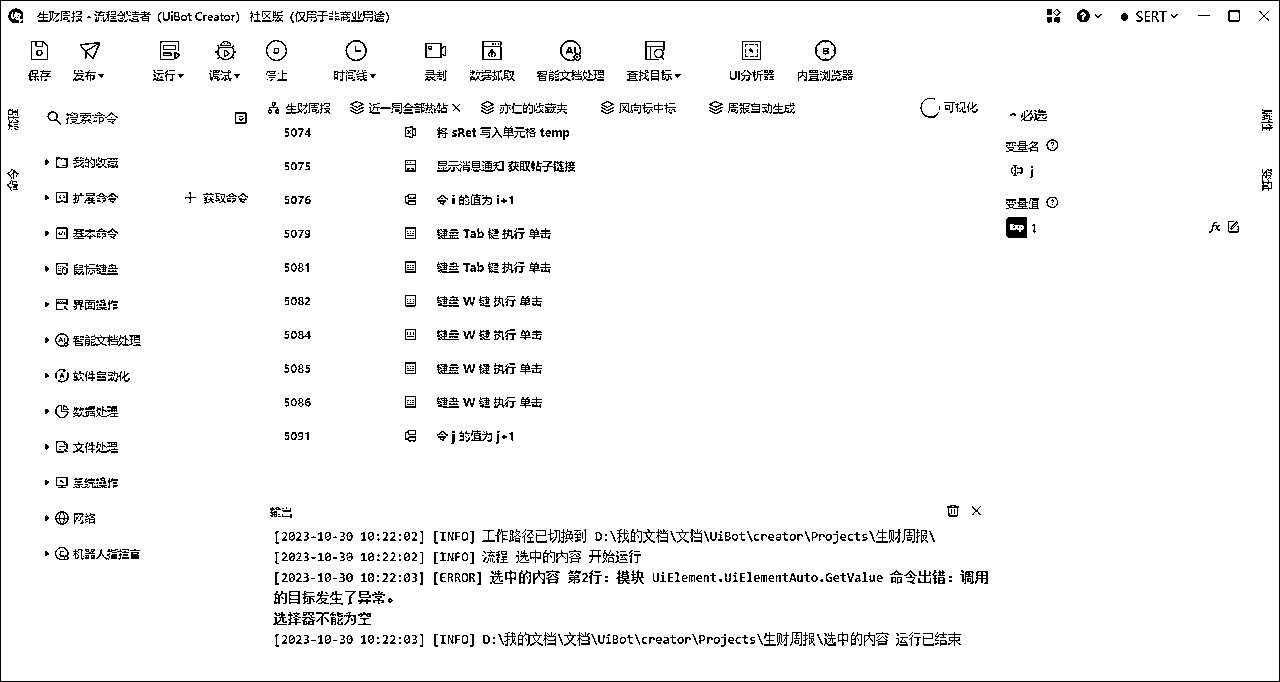 生财周报 - 流程创造者（UiBot Creator） 社区版（仅用于非商业用途）
SERT
保存 发布 运行 调试 停止 时间线 录制 数据抓取 智能文档处理 查找目标 UI分析器 内置浏览器
搜索命令
我的收藏
扩展命令 获取命令
基本命令
鼠标键盘
界面操作
智能文档处理
软件自动化
数据处理
文件处理
系统操作
网络
机器人指挥官
生财周报 近一周全部热帖 亦仁的收藏夹 风向标中标 周报自动生成 可视化
5074 将 sRet 写入单元格 temp
5075 显示消息通知 获取帖子链接
5076 令 i 的值为 i+1
5079 键盘 Tab 键 执行 单击
5081 键盘 Tab 键 执行 单击
5082 键盘 W 键 执行 单击
5084 键盘 W 键 执行 单击
5085 键盘 W 键 执行 单击
5086 键盘 W 键 执行 单击
5091 令 j 的值为 j+1
必选
变量名
j
变量值
Exp 1 fx
属性
变量
输出
[2023-10-30 10:22:02] [INFO] 工作路径已切换到 D:\我的文档\文档\UiBot\creator\Projects\生财周报\
[2023-10-30 10:22:02] [INFO] 流程 选中的内容 开始运行
[2023-10-30 10:22:03] [ERROR] 选中的内容 第2行：模块 UiElement.UiElementAuto.GetValue 命令出错：调用
的目标发生了异常。
选择器不能为空
[2023-10-30 10:22:03] [INFO] D:\我的文档\文档\UiBot\creator\Projects\生财周报\选中的内容 运行已结束